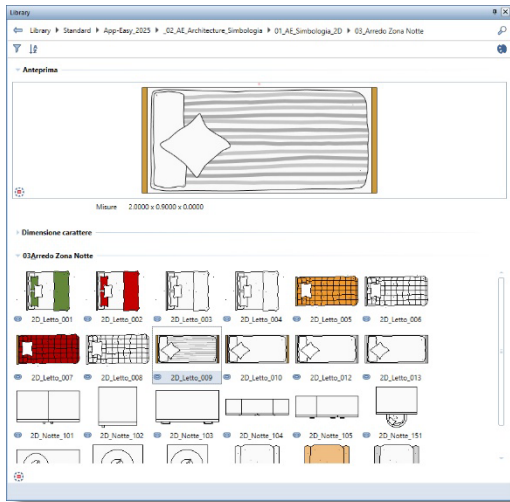 Library
Library Standard App-Easy_2025 _02_AE_Architecture_Simbologia 01_AE_Simbologia_2D 03_Arredo Zona Notte
Anteprima
Misure 2.0000 x 0.9000 x 0.0000
Dimensione carattere
03Arredo Zona Notte
2D_Letto_001 2D_Letto_002 2D_Letto_003 2D_Letto_004 2D_Letto_005 2D_Letto_006
2D_Letto_007 2D_Letto_008 2D_Letto_009 2D_Letto_010 2D_Letto_012 2D_Letto_013
2D_Notte_101 2D_Notte_102 2D_Notte_103 2D_Notte_104 2D_Notte_105 2D_Notte_151